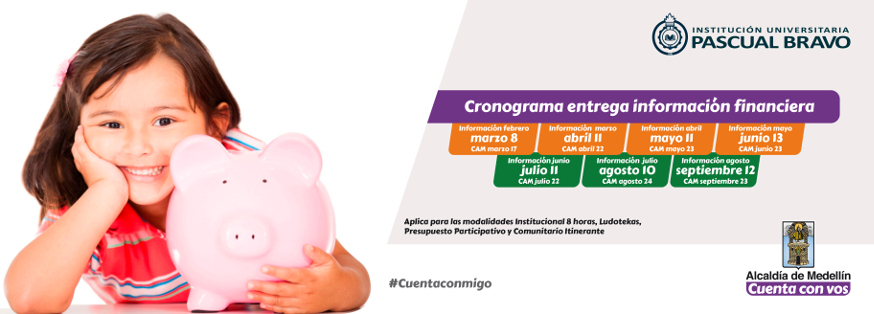 INSTITUCIÓN UNIVERSITARIA
PASCUAL BRAVO
Cronograma entrega información financiera
Información febrero
marzo 8
CAM marzo 17
Información marzo
abril 11
CAM abril 22
Información abril
mayo 11
CAM mayo 23
Información mayo
junio 13
CAM junio 23
Información junio
julio 11
CAM julio 22
Información julio
agosto 10
CAM agosto 24
Información agosto
septiembre 12
CAM septiembre 23
Aplica para las modalidades Institucional 8 horas, Ludotekas,
Presupuesto Participativo y Comunitario Itinerante
#Cuentaconmigo
Alcaldía de Medellín
Cuenta con vos